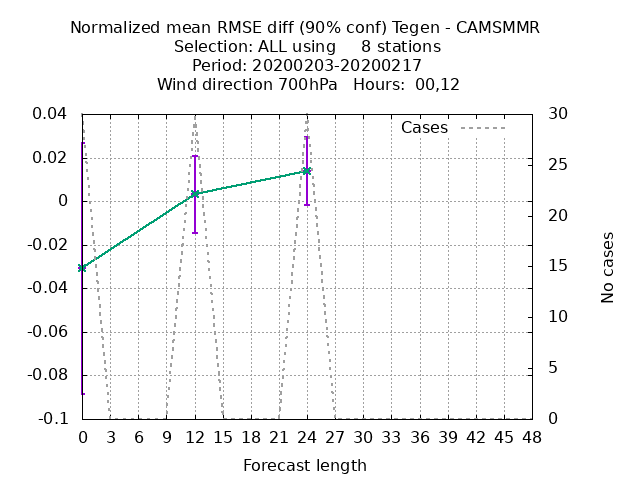 Normalized mean RMSE diff (90% conf) Tegen - CAMSMMR
Selection: ALL using 8 stations
Period: 20200203-20200217
Wind direction 700hPa Hours: 00,12
Cases
0.04
0.02
0
-0.02
-0.04
-0.06
-0.08
-0.1
30
25
20
15
10
5
0
No cases
0 3 6 9 12 15 18 21 24 27 30 33 36 39 42 45 48
Forecast length